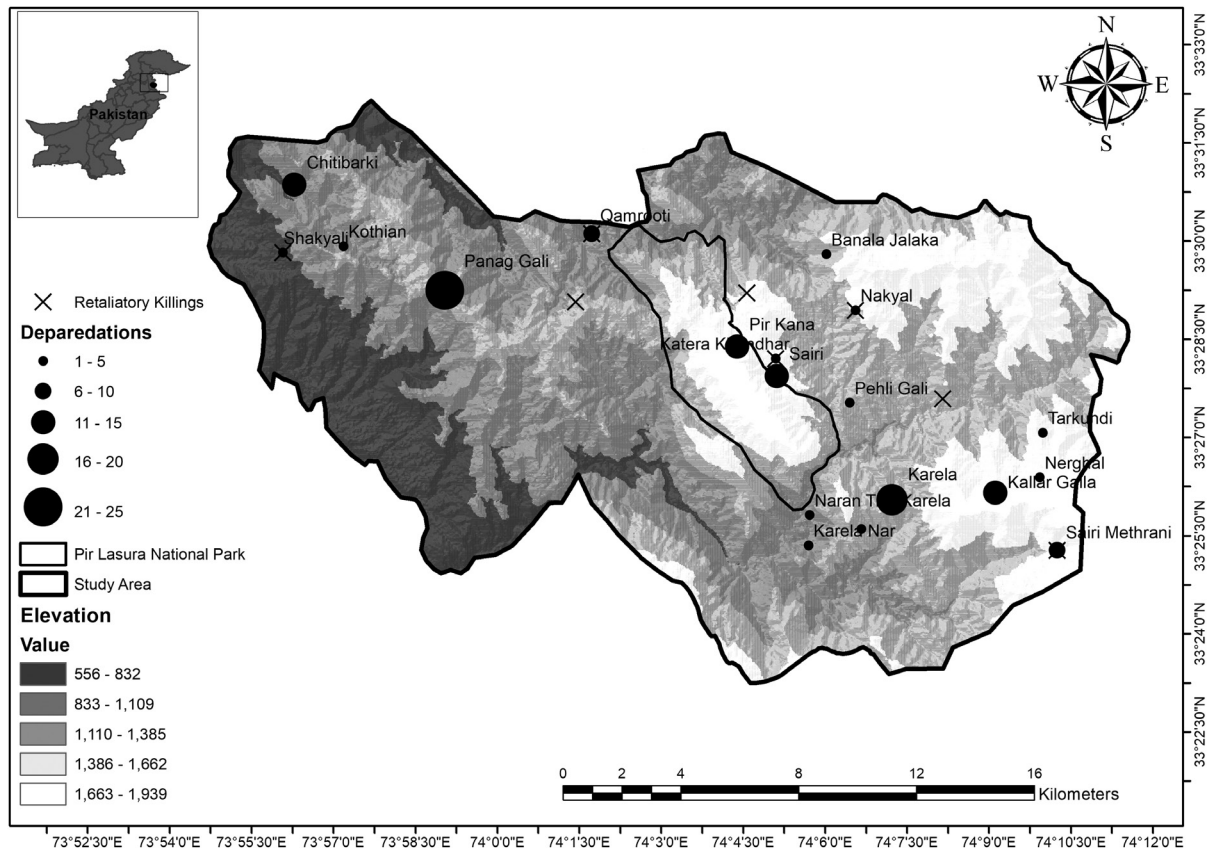 Pakistan
N
W
E
S
Chitibarki
Qamrooti
Shakyali
Kothian
Banala Jalaka
Panag Gali
Nakyal
Pir Kana
Sairi
Pehli Gali
Tarkundi
Nerghal
Karela
Kallar Galla
Karela
Karela Nar
Sairi Methrani
Retaliatory Killings
Deparedations
1 - 5
6 - 10
11 - 15
16 - 20
21 - 25
Pir Lasura National Park
Study Area
Elevation
Value
556 - 832
833 - 1,109
1,110 - 1,385
1,386 - 1,662
1,663 - 1,939
0 2 4 8 12 16
Kilometers
33°33'0"N
33°31'30"N
33°30'0"N
33°28'30"N
33°27'0"N
33°25'30"N
33°24'0"N
33°22'30"N
73°52'30"E 73°54'0"E 73°55'30"E 73°57'0"E 73°58'30"E 74°0'0"E 74°1'30"E 74°3'0"E 74°4'30"E 74°6'0"E 74°7'30"E 74°9'0"E 74°10'30"E 74°12'0"E